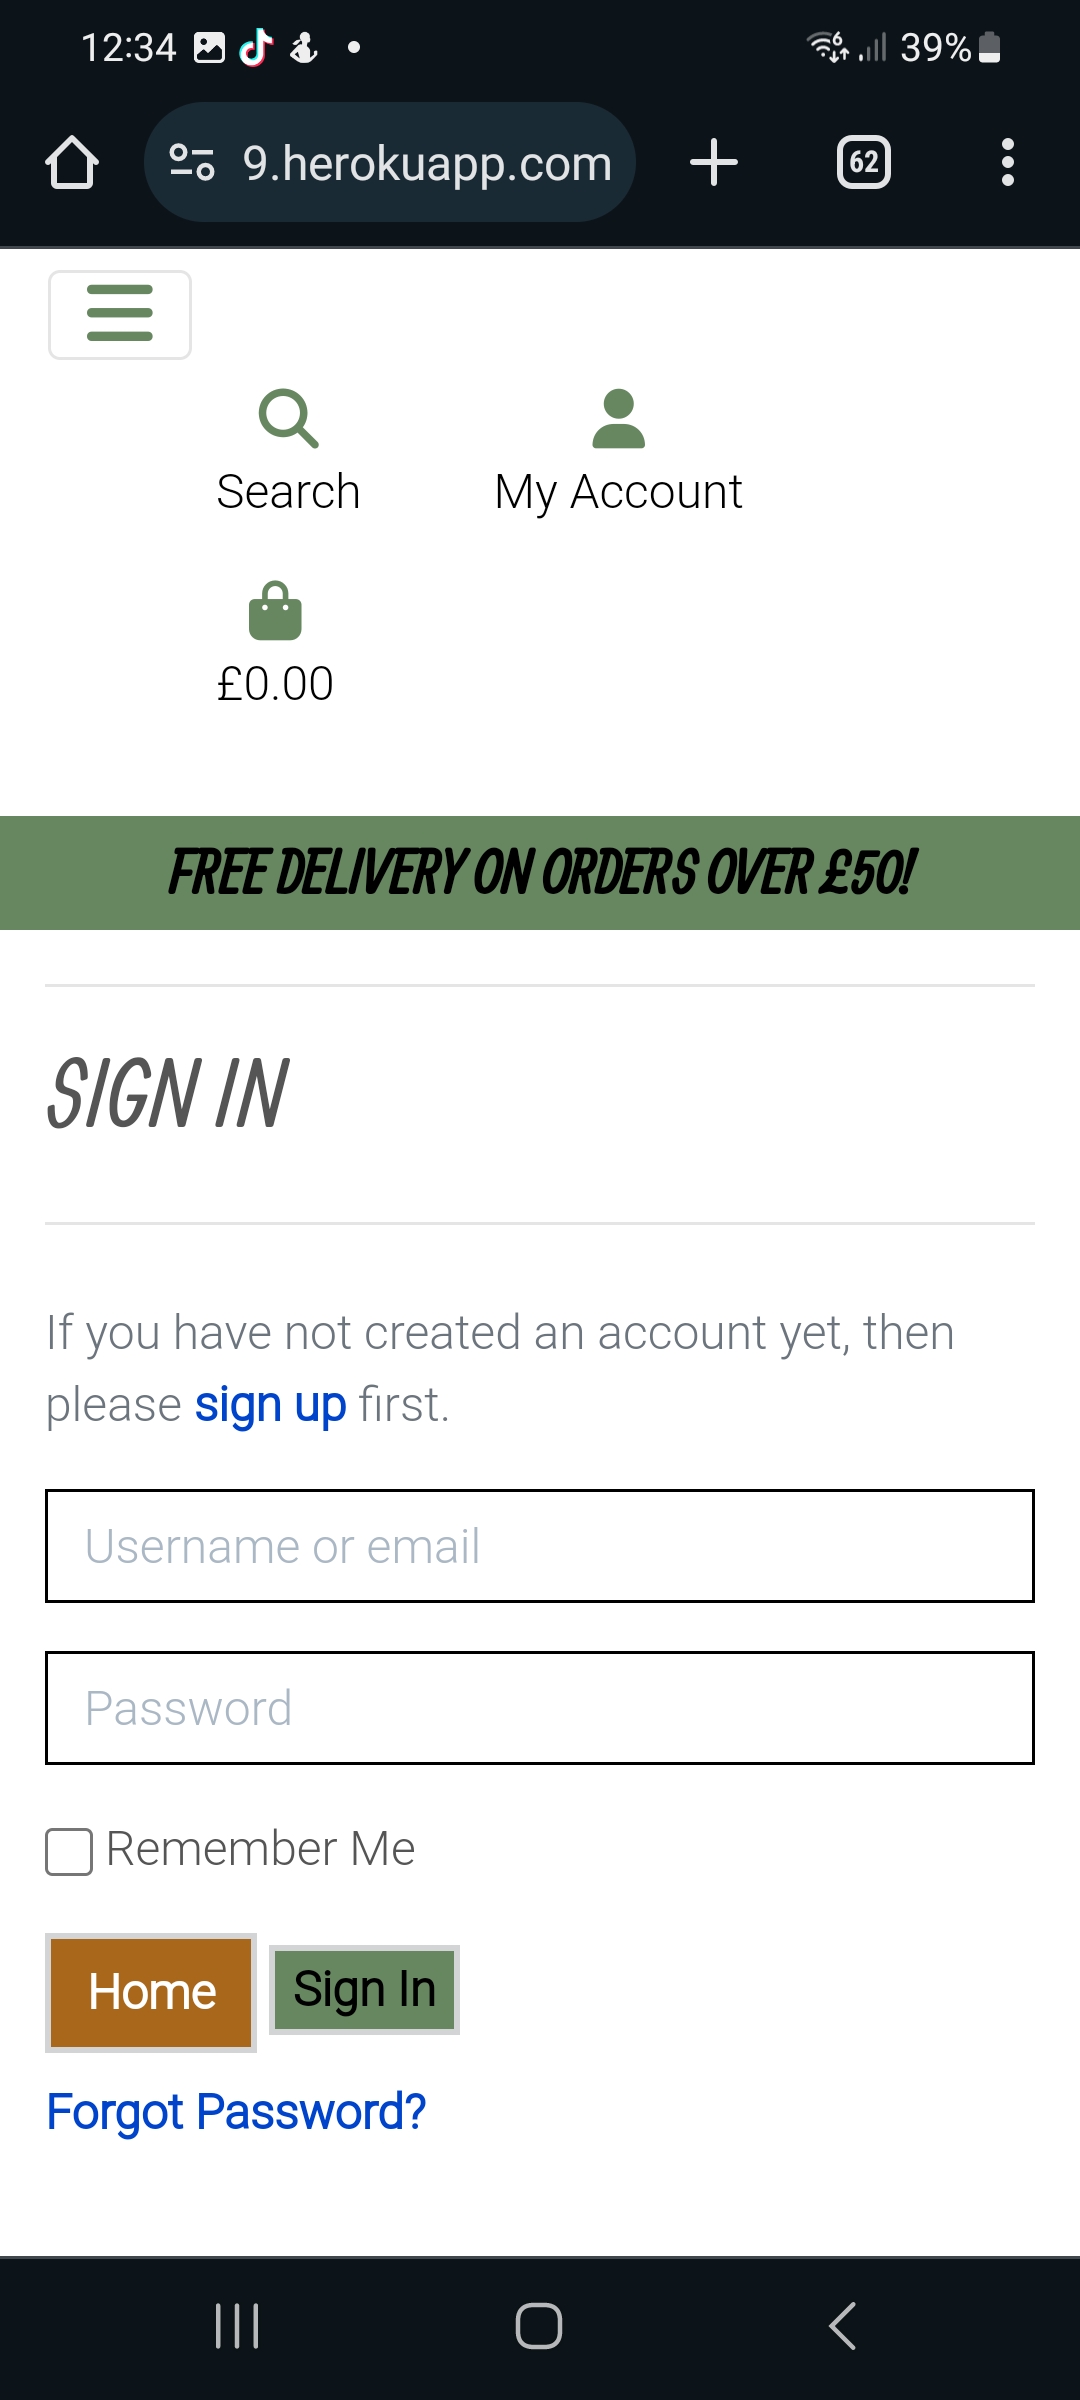 12:34
39%
9.herokuapp.com
62
Search
My Account
£0.00
FREE DELIVERY ON ORDERS OVER £50!
SIGN IN
If you have not created an account yet, then
please sign up first.
Username or email
Password
Remember Me
Home
Sign In
Forgot Password?